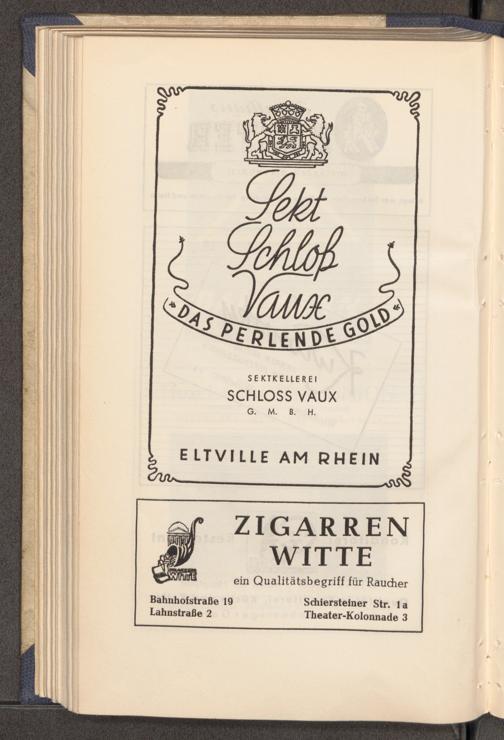 Sekt
Schloß
Vaux
„DAS PERLENDE GOLD“
SEKTKELLEREI
SCHLOSS VAUX
G. M. B. H.
ELTVILLE AM RHEIN
ZIGARREN
WITTE
ein Qualitätsbegriff für Raucher
WITTE
Bahnhofstraße 19
Schiersteiner Str. 1a
Lahnstraße 2
Theater-Kolonnade 3